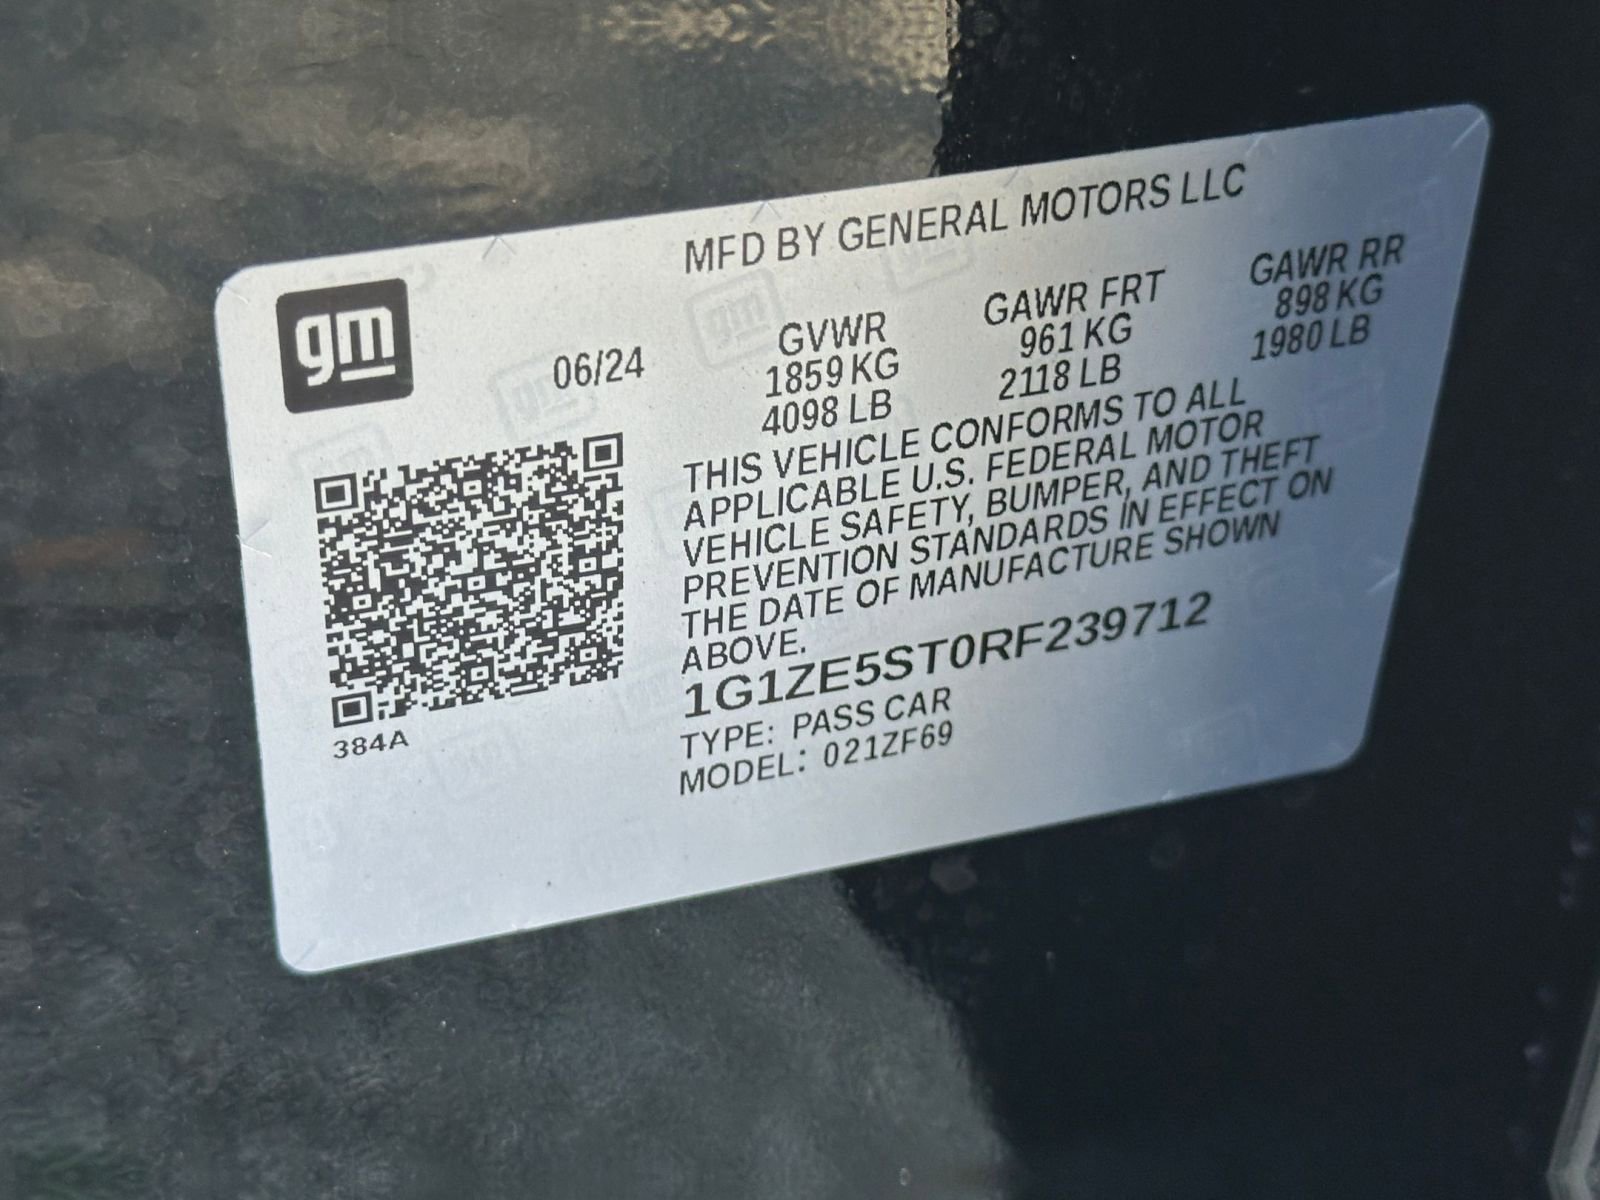 MFD BY GENERAL MOTORS LLC
gm
06/24
GVWR
1859 KG
4098 LB
GAWR FRT
961 KG
2118 LB
GAWR RR
898 KG
1980 LB
THIS VEHICLE CONFORMS TO ALL
APPLICABLE U.S. FEDERAL MOTOR
VEHICLE SAFETY, BUMPER, AND THEFT
PREVENTION STANDARDS IN EFFECT ON
THE DATE OF MANUFACTURE SHOWN
ABOVE.
1G1ZE5ST0RF239712
TYPE: PASS CAR
MODEL: 021ZF69
384A